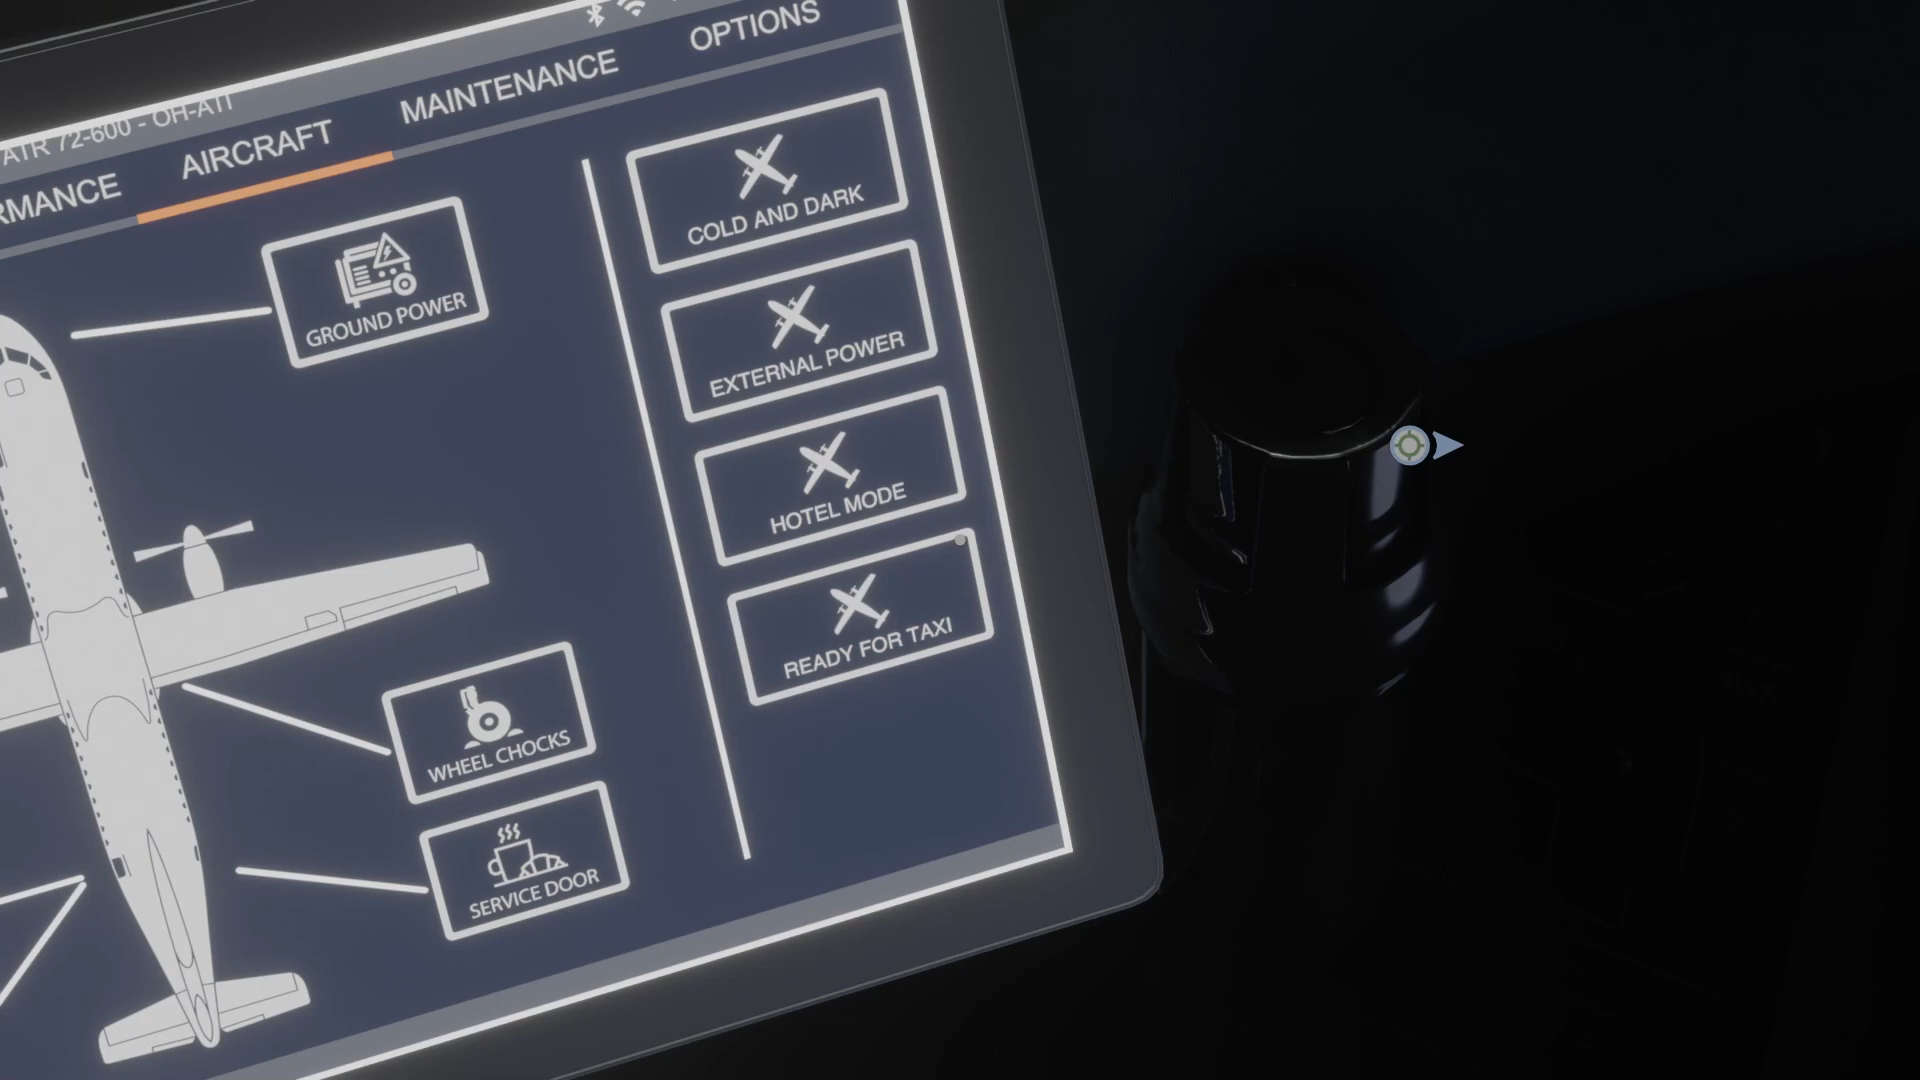 ATR 72-600 - OH-ATI
RMANCE
AIRCRAFT
MAINTENANCE
OPTIONS
GROUND POWER
WHEEL CHOCKS
SERVICE DOOR
COLD AND DARK
EXTERNAL POWER
HOTEL MODE
READY FOR TAXI